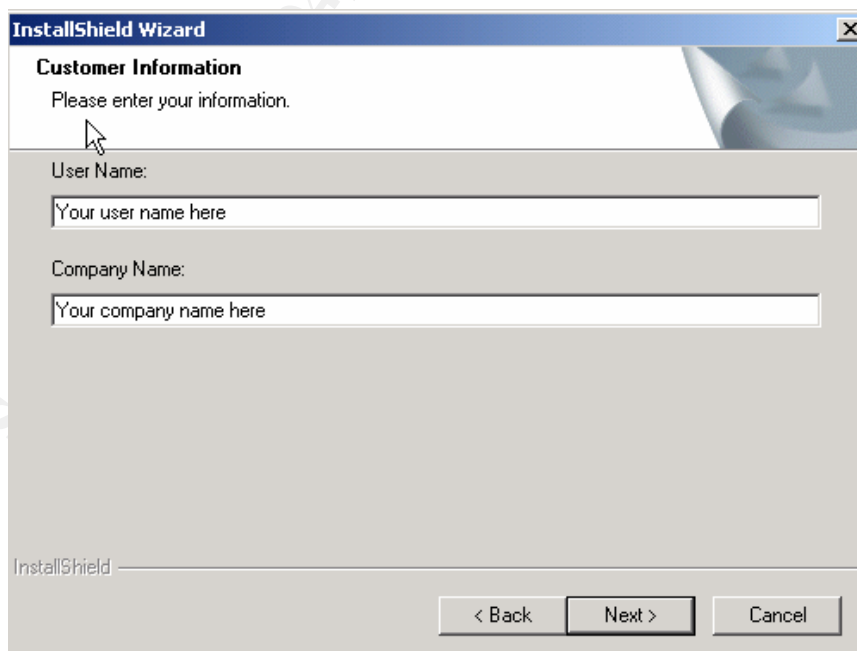 InstallShield Wizard
Customer Information
Please enter your information.
User Name:
Your user name here
Company Name:
Your company name here
InstallShield
< Back Next > Cancel